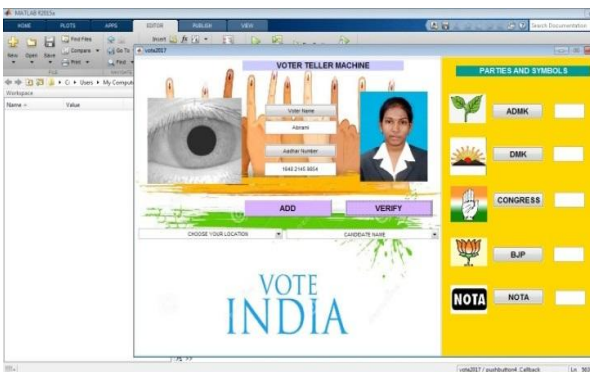 MATLAB R2015a
HOME PLOTS APPS EDITOR PUBLISH VIEW
Search Documentation
New Open Save Find Files Compare Print Insert fx Go To Find
FILE
C: Users My Comput
Workspace
Name Value
vote2017
VOTER TELLER MACHINE
Voter Name
Abirami
Aadhar Number
ADD VERIFY
CHOOSE YOUR LOCATION CANDIDATE NAME
VOTE
INDIA
PARTIES AND SYMBOLS
ADMK
DMK
CONGRESS
BJP
NOTA NOTA
vote2017 / pushbutton4_Callback Ln 563